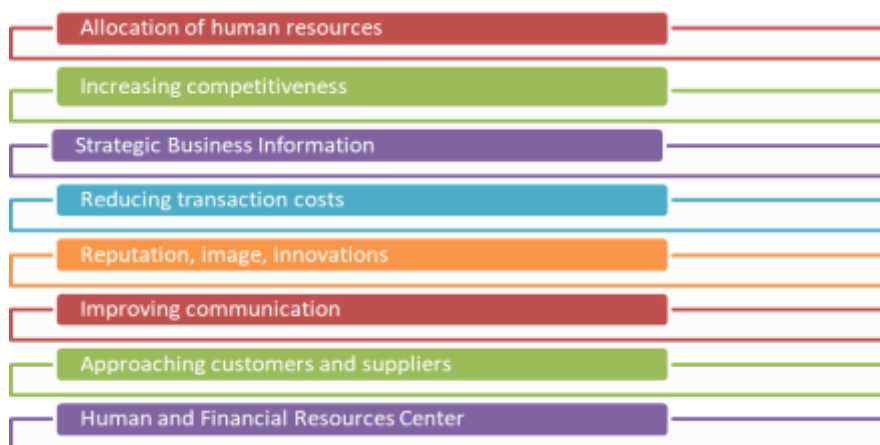 Allocation of human resources
Increasing competitiveness
Strategic Business Information
Reducing transaction costs
Reputation, image, innovations
Improving communication
Approaching customers and suppliers
Human and Financial Resources Center